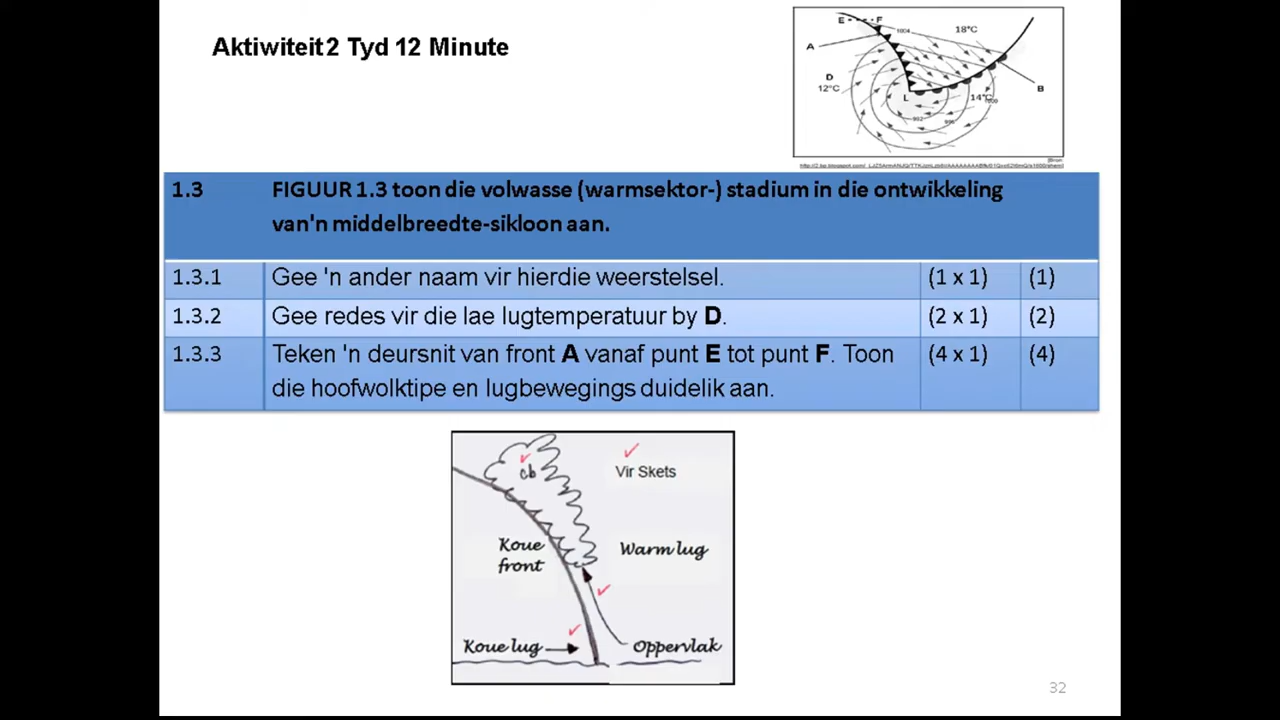 Aktiwiteit 2 Tyd 12 Minute
E F
18°C
1004
A
D
12°C
B
L
14°C
1.3 FIGUUR 1.3 toon die volwasse (warmsektor-) stadium in die ontwikkeling
van'n middelbreedte-sikloon aan.
1.3.1 Gee 'n ander naam vir hierdie weerstelsel. (1 x 1) (1)
1.3.2 Gee redes vir die lae lugtemperatuur by D. (2 x 1) (2)
1.3.3 Teken 'n deursnit van front A vanaf punt E tot punt F. Toon (4 x 1) (4)
die hoofwolktipe en lugbewegings duidelik aan.
cb
Vir Skets
Koue
front
Warm lug
Koue lug
Oppervlak
32